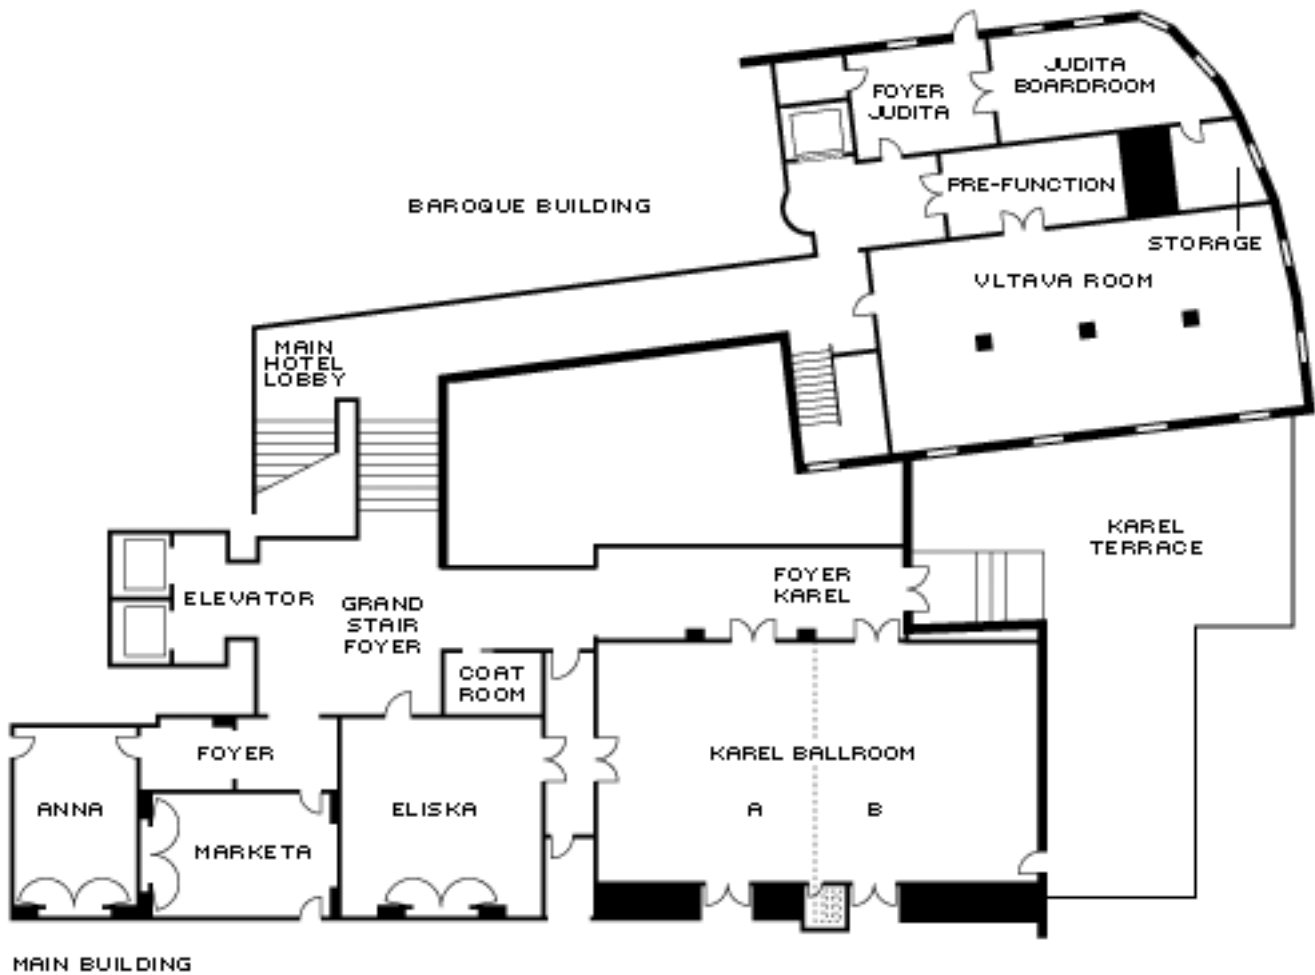 JUDITA
BOARDROOM
FOYER
JUDITA
PRE-FUNCTION
BAROQUE BUILDING
STORAGE
VLTAVA ROOM
MAIN
HOTEL
LOBBY
KAREL
TERRACE
FOYER
KAREL
ELEVATOR
GRAND
STAIR
FOYER
COAT
ROOM
FOYER
KAREL BALLROOM
ANNA
ELISKA
A
B
MARKETA
MAIN BUILDING